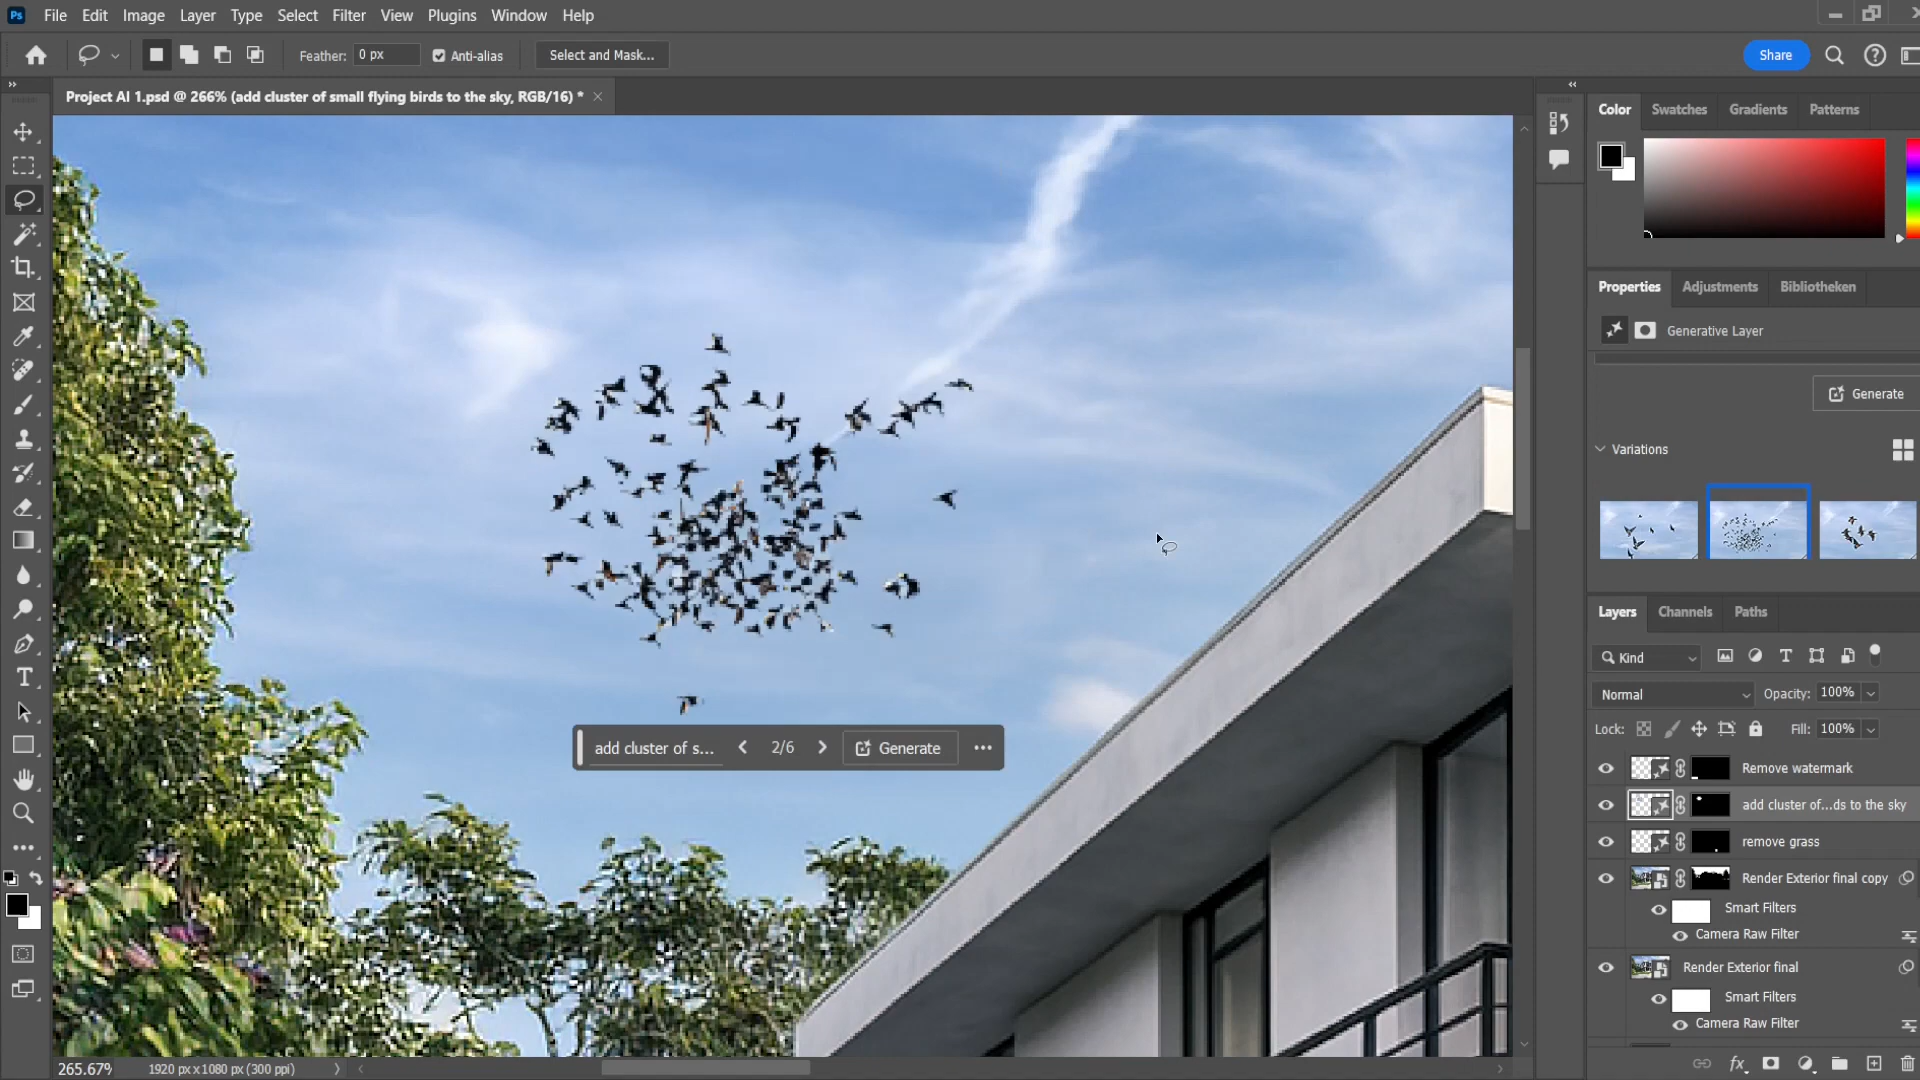 Ps File Edit Image Layer Type Select Filter View Plugins Window Help
Feather: 0 px Anti-alias Select and Mask... Share
Project AI 1.psd @ 266% (add cluster of small flying birds to the sky, RGB/16) *
Color Swatches Gradients Patterns
Properties Adjustments Bibliotheken
Generative Layer
Generate
Variations
Layers Channels Paths
Kind
Normal Opacity: 100%
Lock: Fill: 100%
add cluster of s... 2/6 Generate
Remove watermark
add cluster of...ds to the sky
remove grass
Render Exterior final copy
Smart Filters
Camera Raw Filter
Render Exterior final
Smart Filters
Camera Raw Filter
265.67% 1920 px x 1080 px (300 ppi)